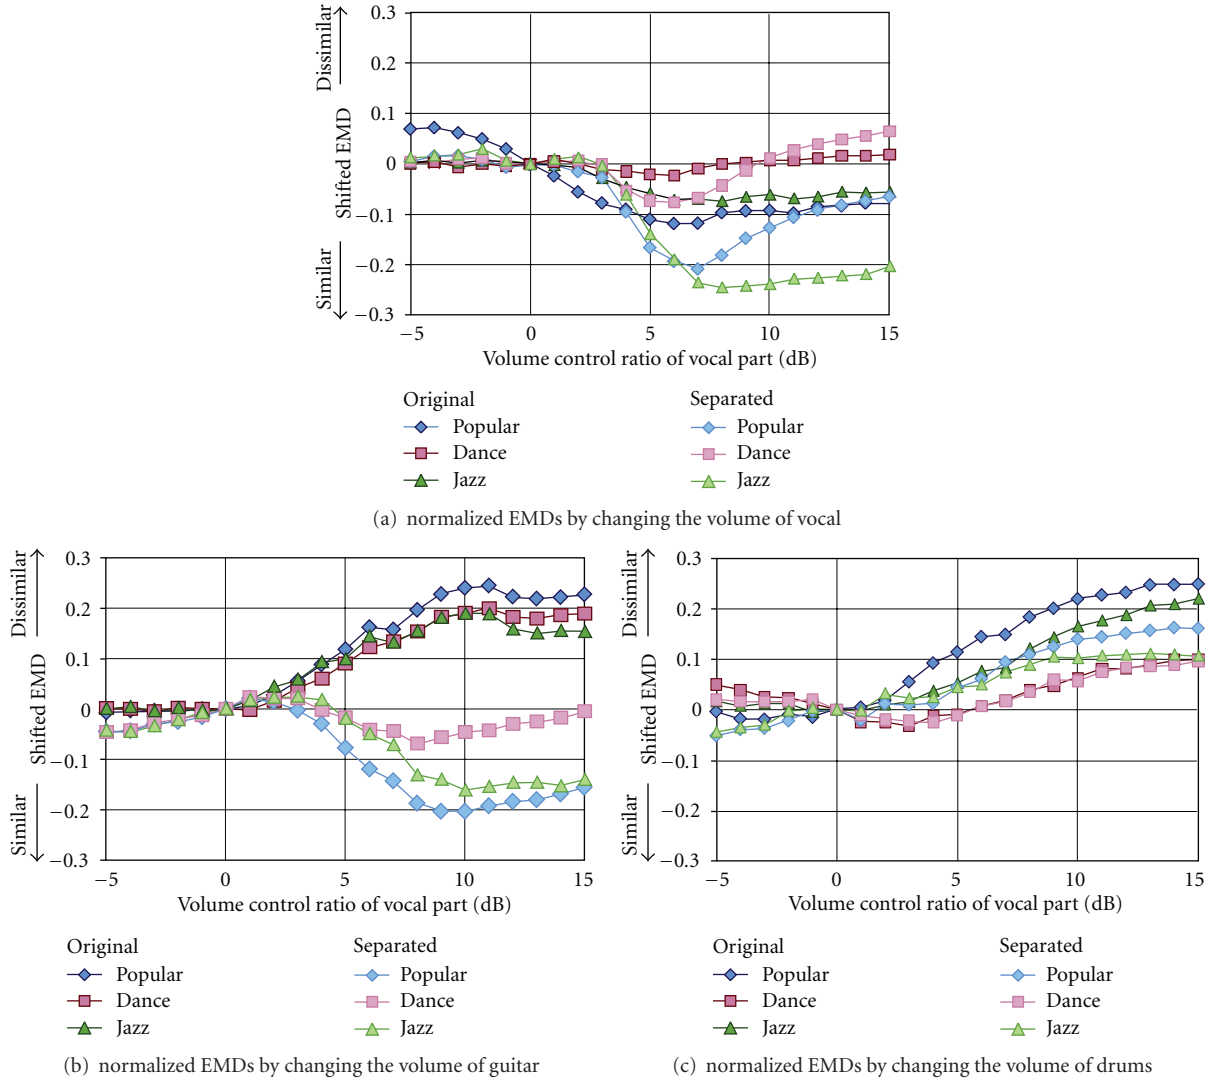 Dissimilar
Shifted EMD
Similar
0.3
0.2
0.1
0
−0.1
−0.2
−0.3
−5 0 5 10 15
Volume control ratio of vocal part (dB)
Original Separated
Popular Popular
Dance Dance
Jazz Jazz
(a) normalized EMDs by changing the volume of vocal
Dissimilar
Shifted EMD
Similar
0.3
0.2
0.1
0
−0.1
−0.2
−0.3
−5 0 5 10 15
Volume control ratio of vocal part (dB)
Original Separated
Popular Popular
Dance Dance
Jazz Jazz
(b) normalized EMDs by changing the volume of guitar
Dissimilar
Shifted EMD
Similar
0.3
0.2
0.1
0
−0.1
−0.2
−0.3
−5 0 5 10 15
Volume control ratio of vocal part (dB)
Original Separated
Popular Popular
Dance Dance
Jazz Jazz
(c) normalized EMDs by changing the volume of drums